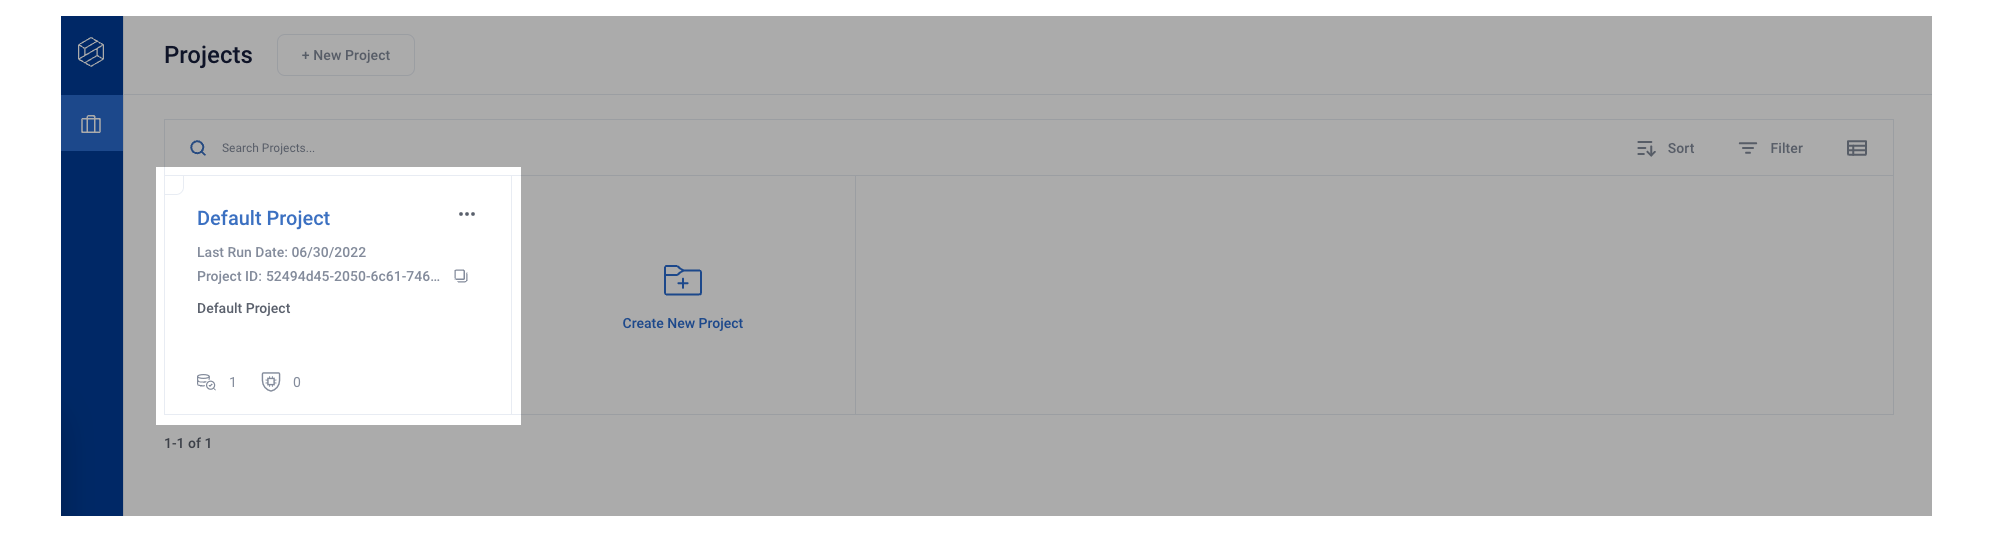 Projects
+ New Project
Search Projects...
Sort
Filter
Default Project
Last Run Date: 06/30/2022
Project ID: 52494d45-2050-6c61-746...
Default Project
1
0
Create New Project
1-1 of 1